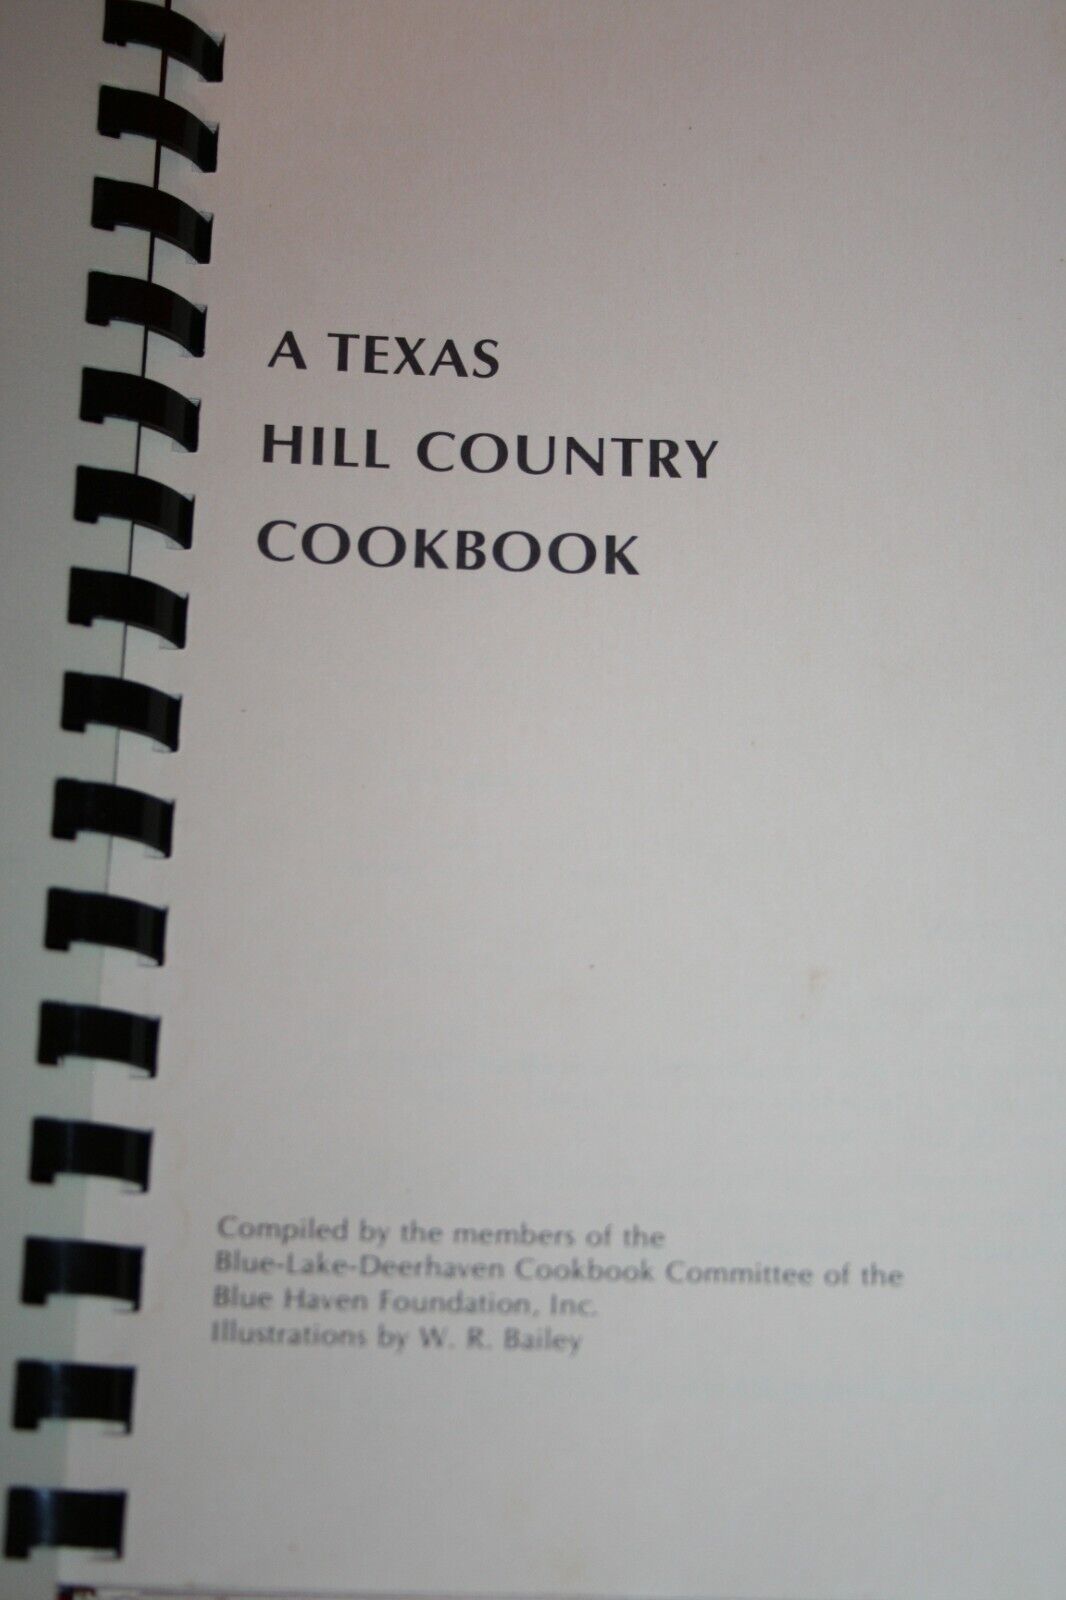 A TEXAS
HILL COUNTRY
COOKBOOK
Compiled by the members of the
Blue-Lake-Deerhaven Cookbook Committee of the
Blue Haven Foundation, Inc.
Illustrations by W. R. Bailey